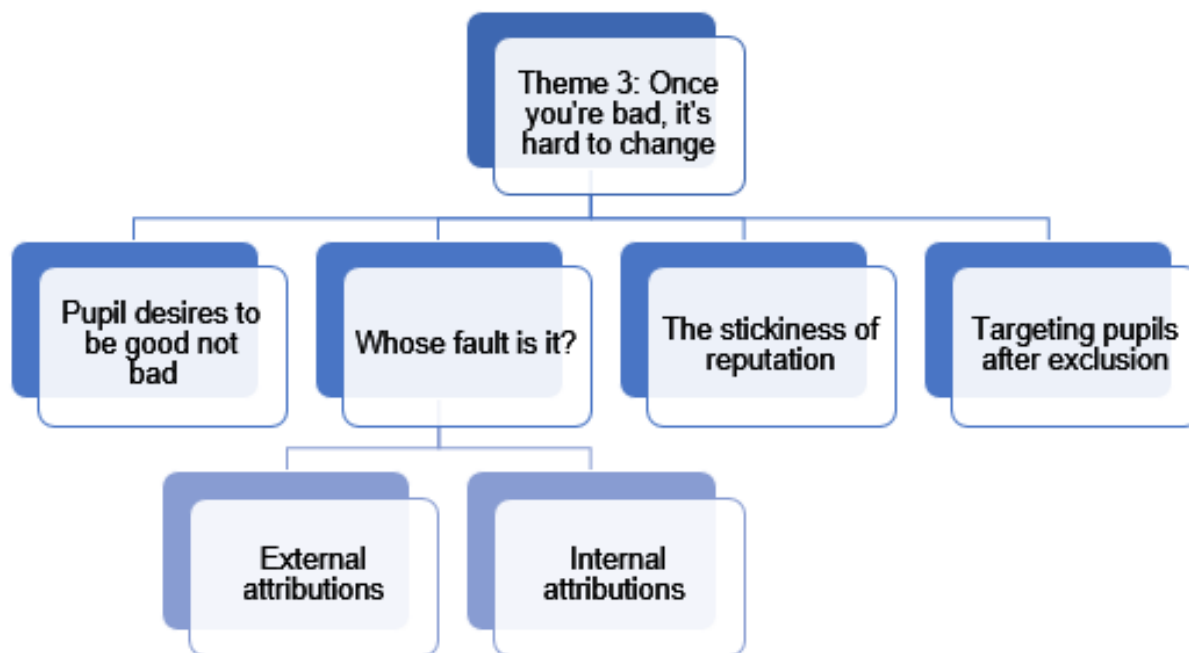 Theme 3: Once
you're bad, it's
hard to change
Pupil desires to
be good not
bad
Whose fault is it?
The stickiness of
reputation
Targeting pupils
after exclusion
External
attributions
Internal
attributions